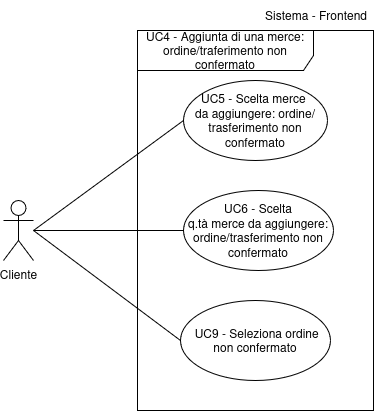 Sistema - Frontend
UC4 - Aggiunta di una merce:
ordine/traferimento non
confermato
UC5 - Scelta merce
da aggiungere: ordine/
trasferimento non
confermato
UC6 - Scelta
q.tà merce da aggiungere:
ordine/trasferimento non
confermato
Cliente
UC9 - Seleziona ordine
non confermato